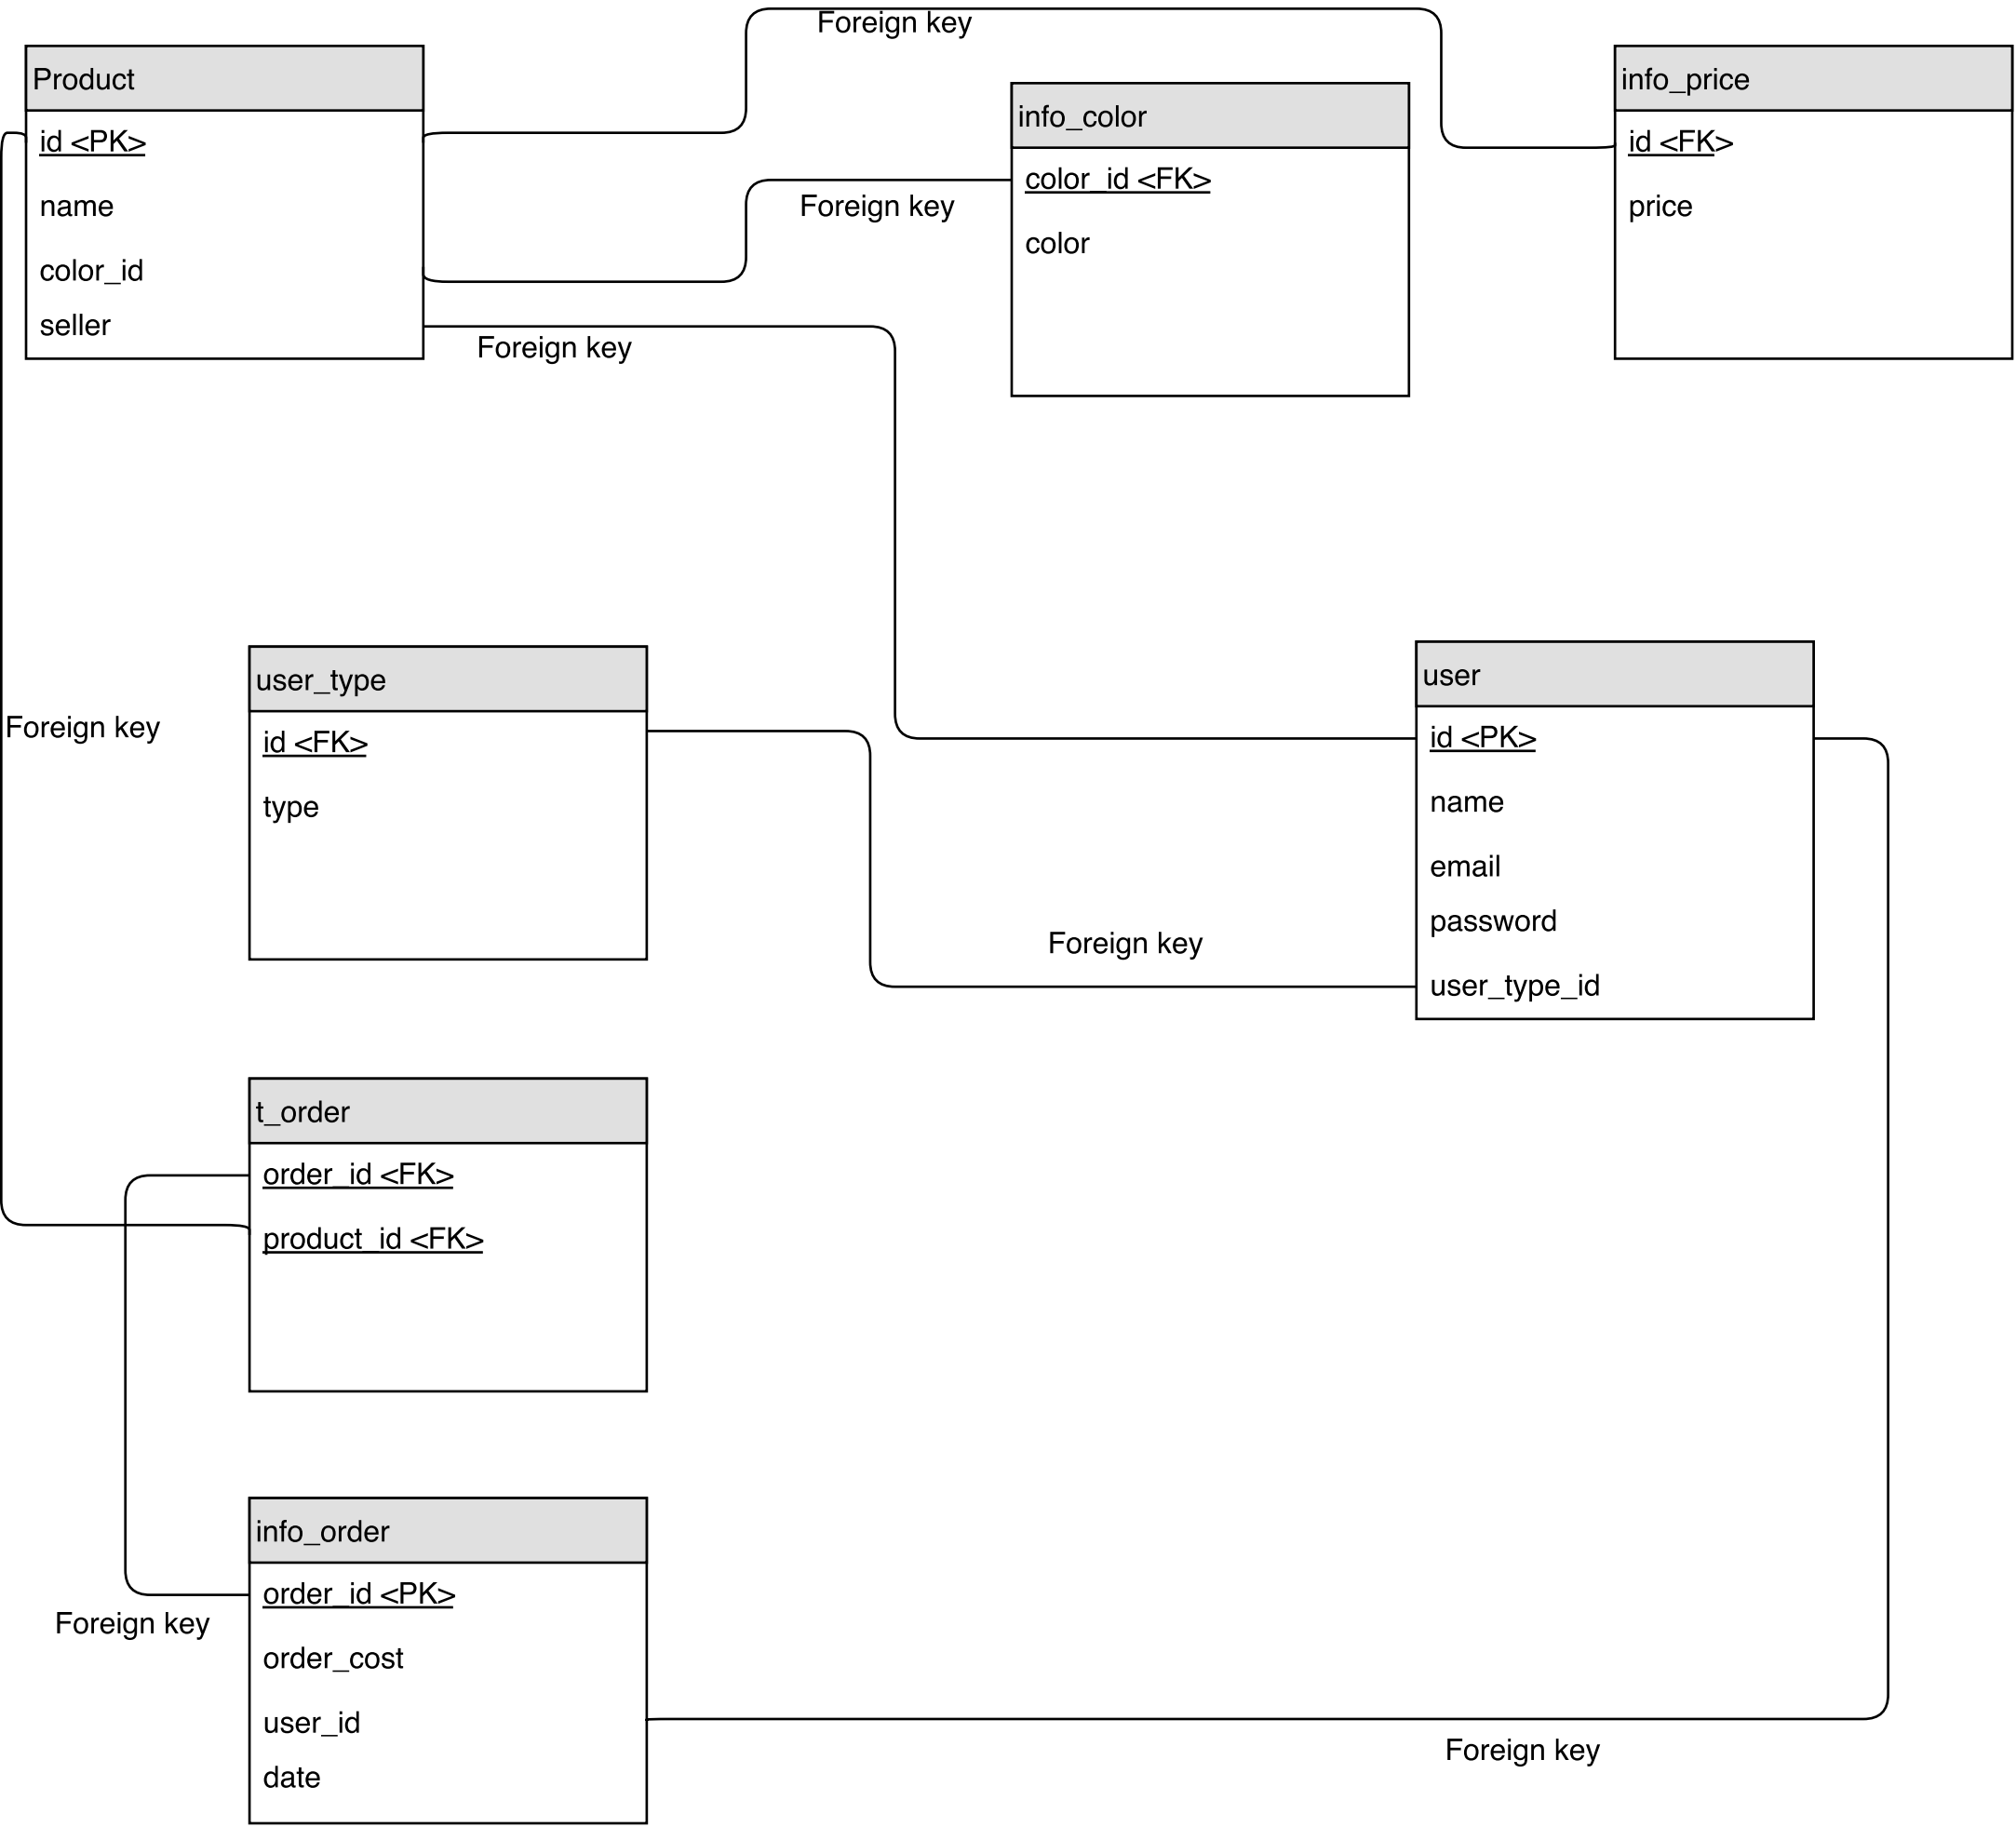 Foreign key
Product
id <PK>
name
color_id
seller
info_color
color_id <FK>
color
info_price
id <FK>
price
Foreign key
Foreign key
user_type
id <FK>
type
user
id <PK>
name
email
password
user_type_id
Foreign key
Foreign key
t_order
order_id <FK>
product_id <FK>
info_order
order_id <PK>
order_cost
user_id
date
Foreign key
Foreign key